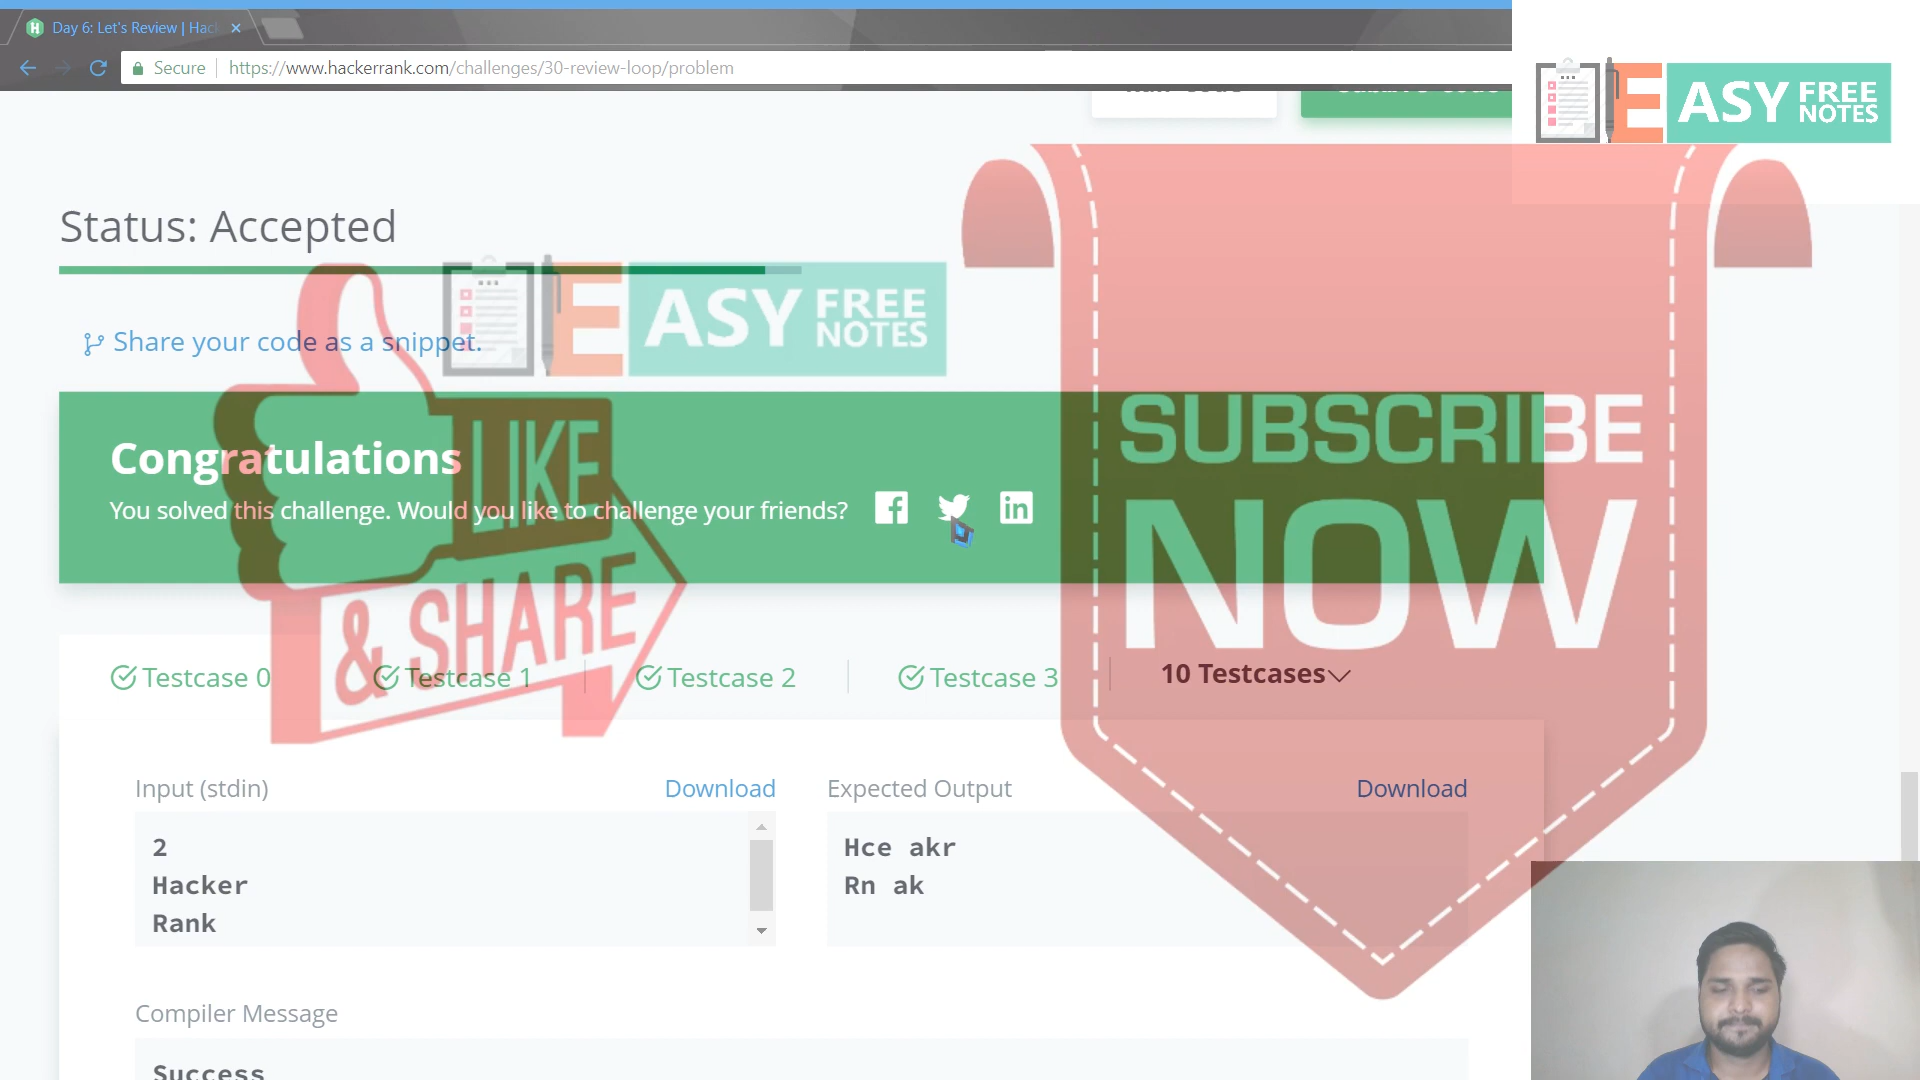 Day 6: Let's Review | Hac
Secure
https://www.hackerrank.com/challenges/30-review-loop/problem
EASY FREE NOTES
Status: Accepted
EASY FREE NOTES
Share your code as a snippet.
Congratulations
You solved this challenge. Would you like to challenge your friends?
LIKE
& SHARE
SUBSCRIBE
NOW
Testcase 0
Testcase 1
Testcase 2
Testcase 3
10 Testcases
Input (stdin)
Download
2
Hacker
Rank
Expected Output
Download
Hce akr
Rn ak
Compiler Message
Success